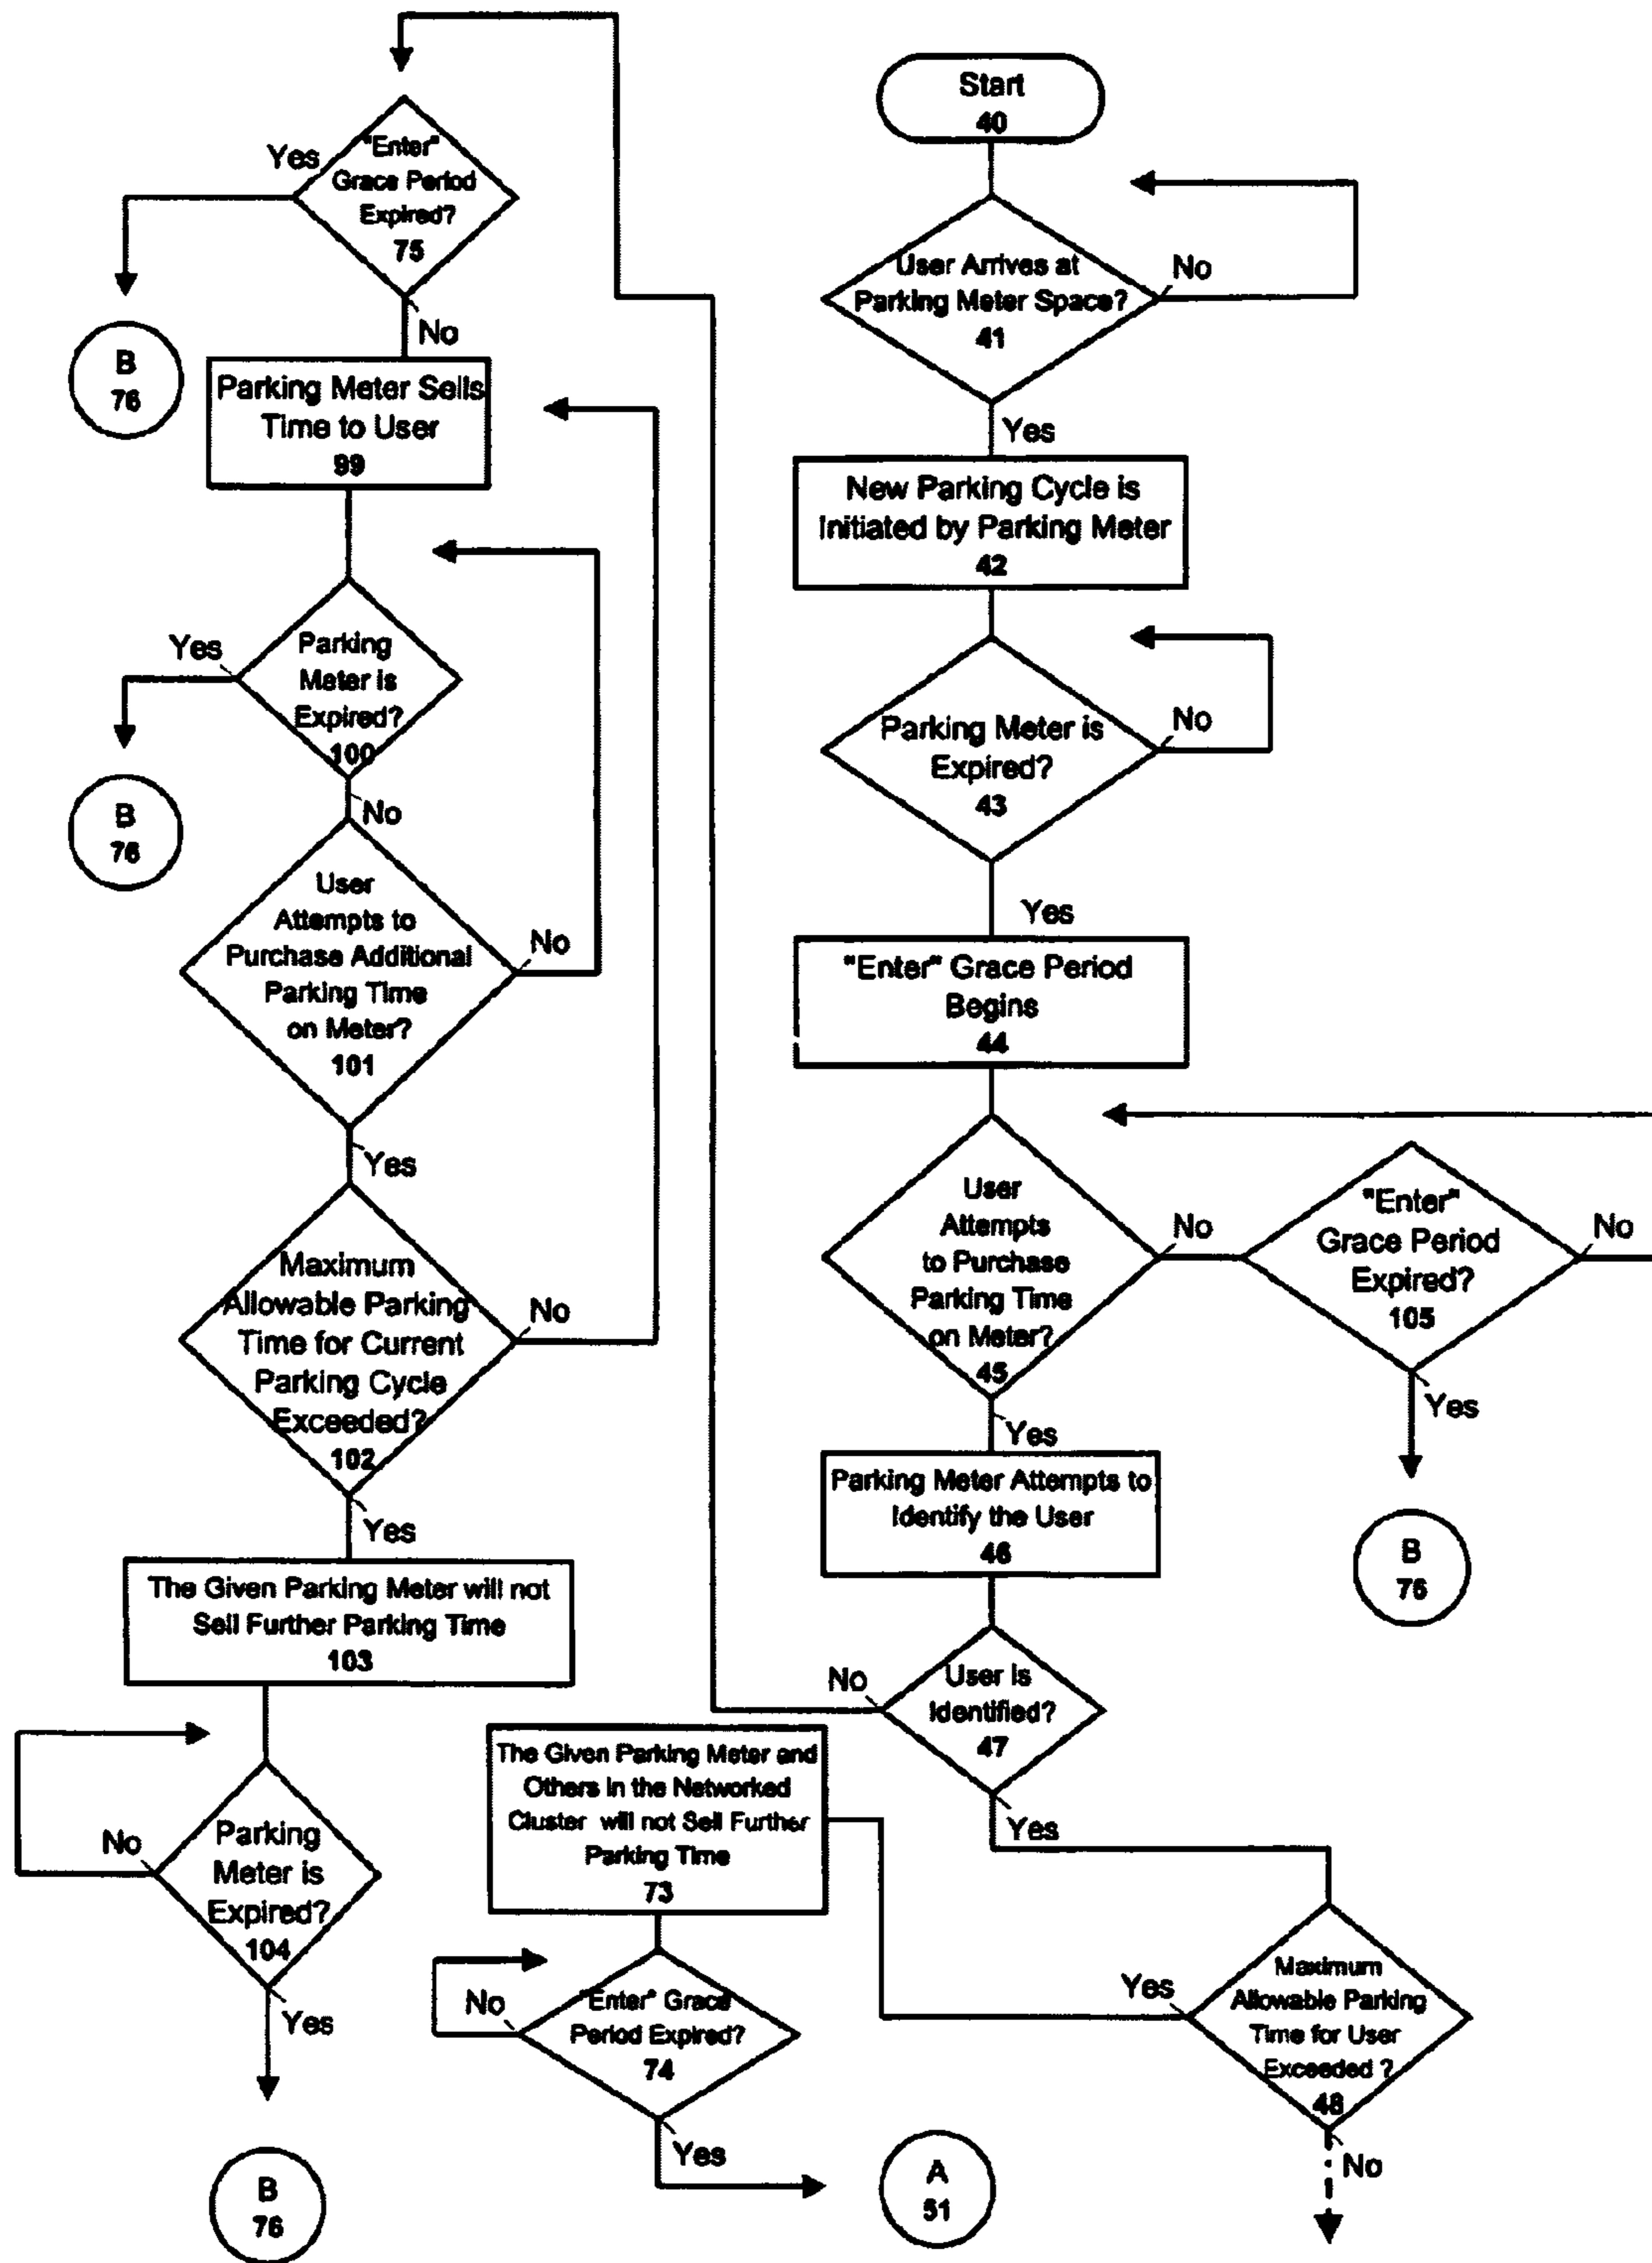 Start
40
User Arrives at
Parking Meter Space?
41
No
Yes
New Parking Cycle is
Initiated by Parking Meter
42
Parking Meter is
Expired?
43
No
Yes
"Enter" Grace Period
Begins
44
User
Attempts
to Purchase
Parking Time
on Meter?
45
No
"Enter"
Grace Period
Expired?
105
No
Yes
B
76
Yes
Parking Meter Attempts to
Identify the User
46
User is
Identified?
47
No
Yes
Maximum
Allowable Parking
Time for User
Exceeded ?
48
Yes
No
The Given Parking Meter and
Others in the Networked
Cluster will not Sell Further
Parking Time
73
"Enter" Grace
Period Expired?
74
No
Yes
A
51
"Enter"
Grace Period
Expired?
75
Yes
B
76
No
Parking Meter Sells
Time to User
99
Parking
Meter is
Expired?
100
Yes
B
76
No
User
Attempts to
Purchase Additional
Parking Time
on Meter?
101
No
Yes
Maximum
Allowable Parking
Time for Current
Parking Cycle
Exceeded?
102
No
Yes
The Given Parking Meter will not
Sell Further Parking Time
103
Parking
Meter is
Expired?
104
No
Yes
B
76